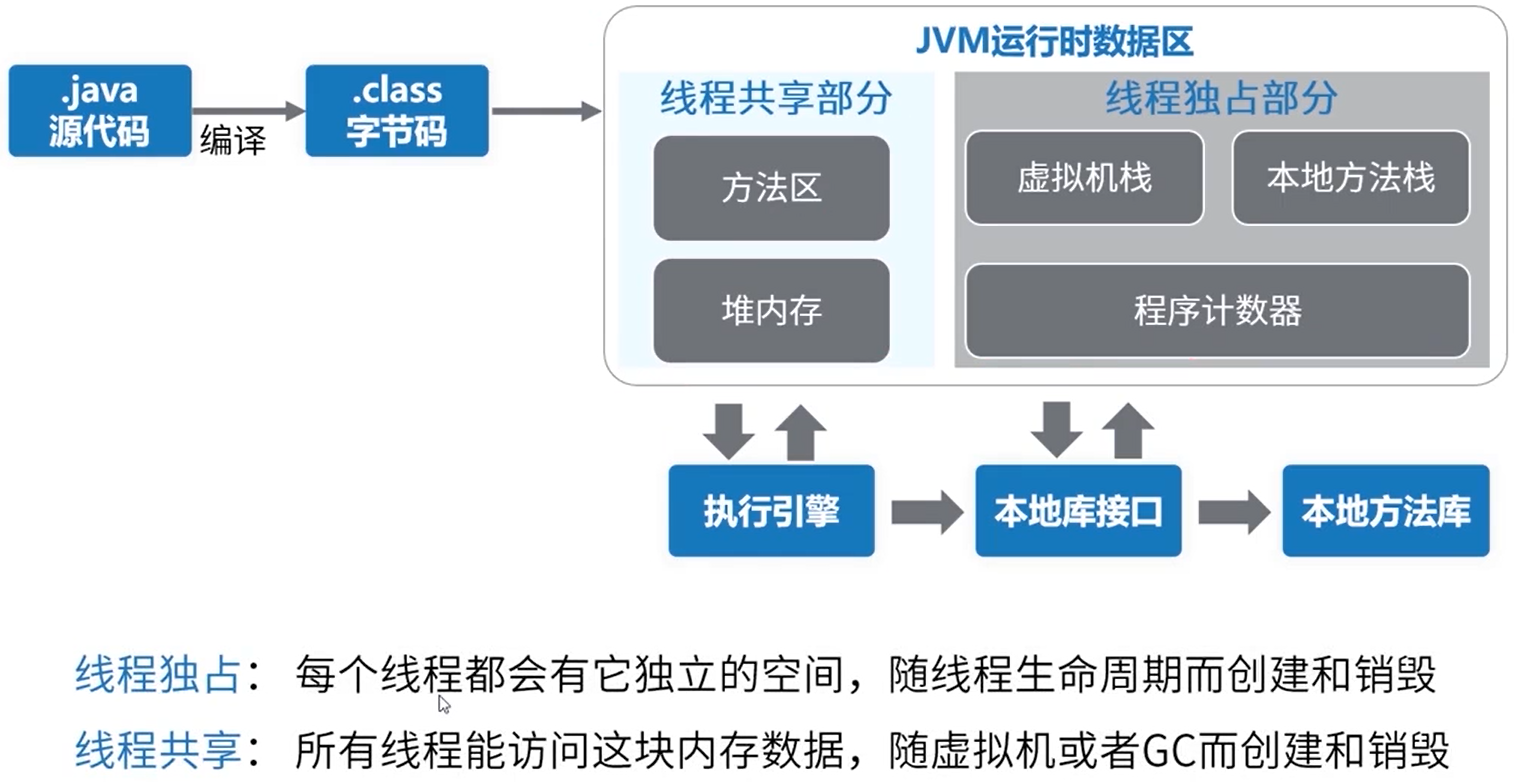 JVM运行时数据区
.java
源代码
编译
.class
字节码
线程共享部分
方法区
堆内存
线程独占部分
虚拟机栈
本地方法栈
程序计数器
执行引擎
本地库接口
本地方法库
线程独占： 每个线程都会有它独立的空间，随线程生命周期而创建和销毁
线程共享： 所有线程能访问这块内存数据，随虚拟机或者GC而创建和销毁